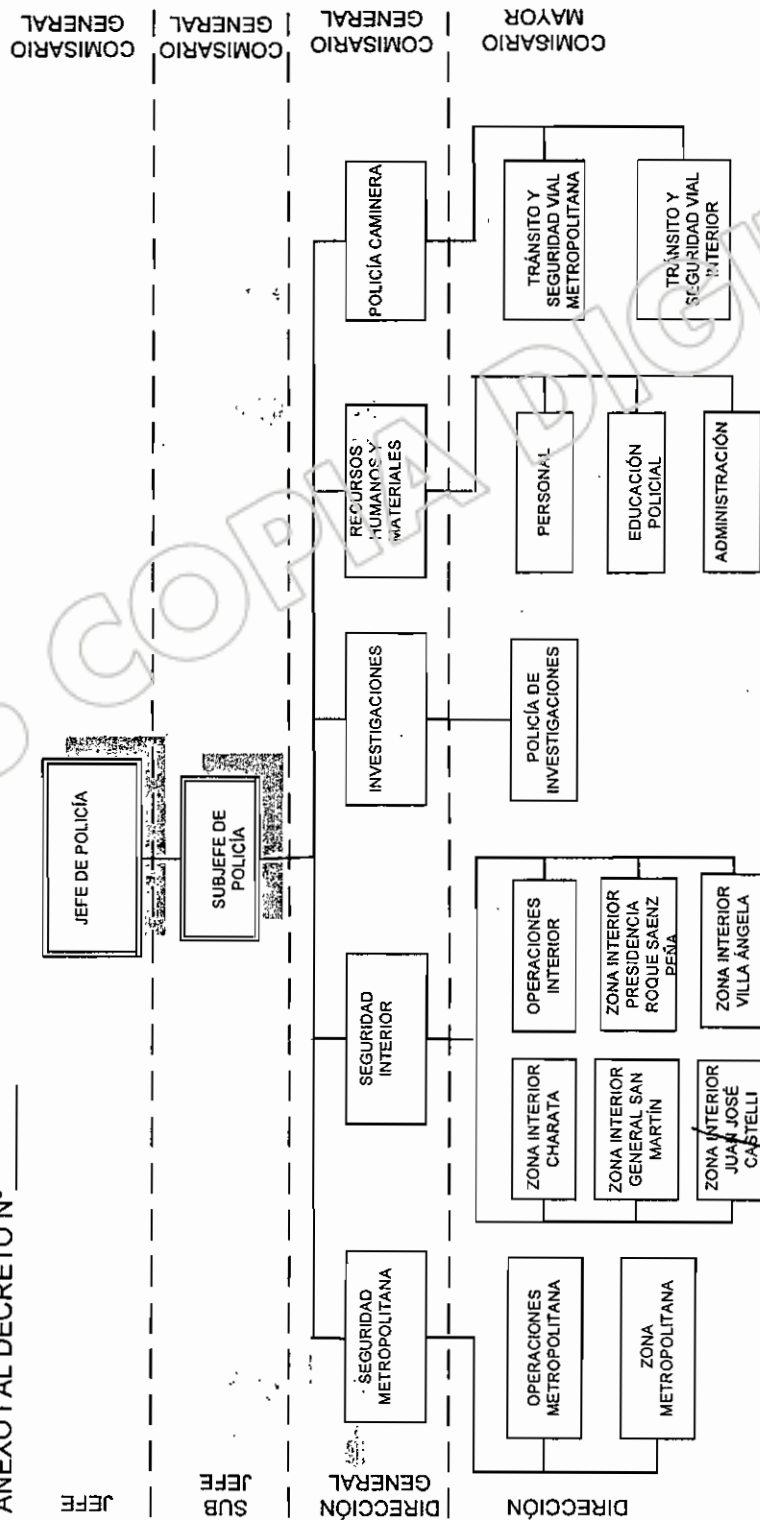 ANEXO I AL DECRETO N° ______
JEFE
COMISARIO
GENERAL
JEFE DE POLICÍA
SUB
JEFE
COMISARIO
GENERAL
SUBJEFE DE
POLICÍA
DIRECCIÓN
GENERAL
COMISARIO
GENERAL
SEGURIDAD
METROPOLITANA
SEGURIDAD
INTERIOR
INVESTIGACIONES
RECURSOS
HUMANOS Y
MATERIALES
POLICÍA CAMINERA
DIRECCIÓN
COMISARIO
MAYOR
OPERACIONES
METROPOLITANA
ZONA
METROPOLITANA
ZONA INTERIOR
CHARATA
ZONA INTERIOR
GENERAL SAN
MARTÍN
ZONA INTERIOR
JUAN JOSÉ
CASTELLI
OPERACIONES
INTERIOR
ZONA INTERIOR
PRESIDENCIA
ROQUE SAENZ
PEÑA
ZONA INTERIOR
VILLA ÁNGELA
POLICÍA DE
INVESTIGACIONES
PERSONAL
EDUCACIÓN
POLICIAL
ADMINISTRACIÓN
TRÁNSITO Y
SEGURIDAD VIAL
METROPOLITANA
TRÁNSITO Y
SEGURIDAD VIAL
INTERIOR
COPIA